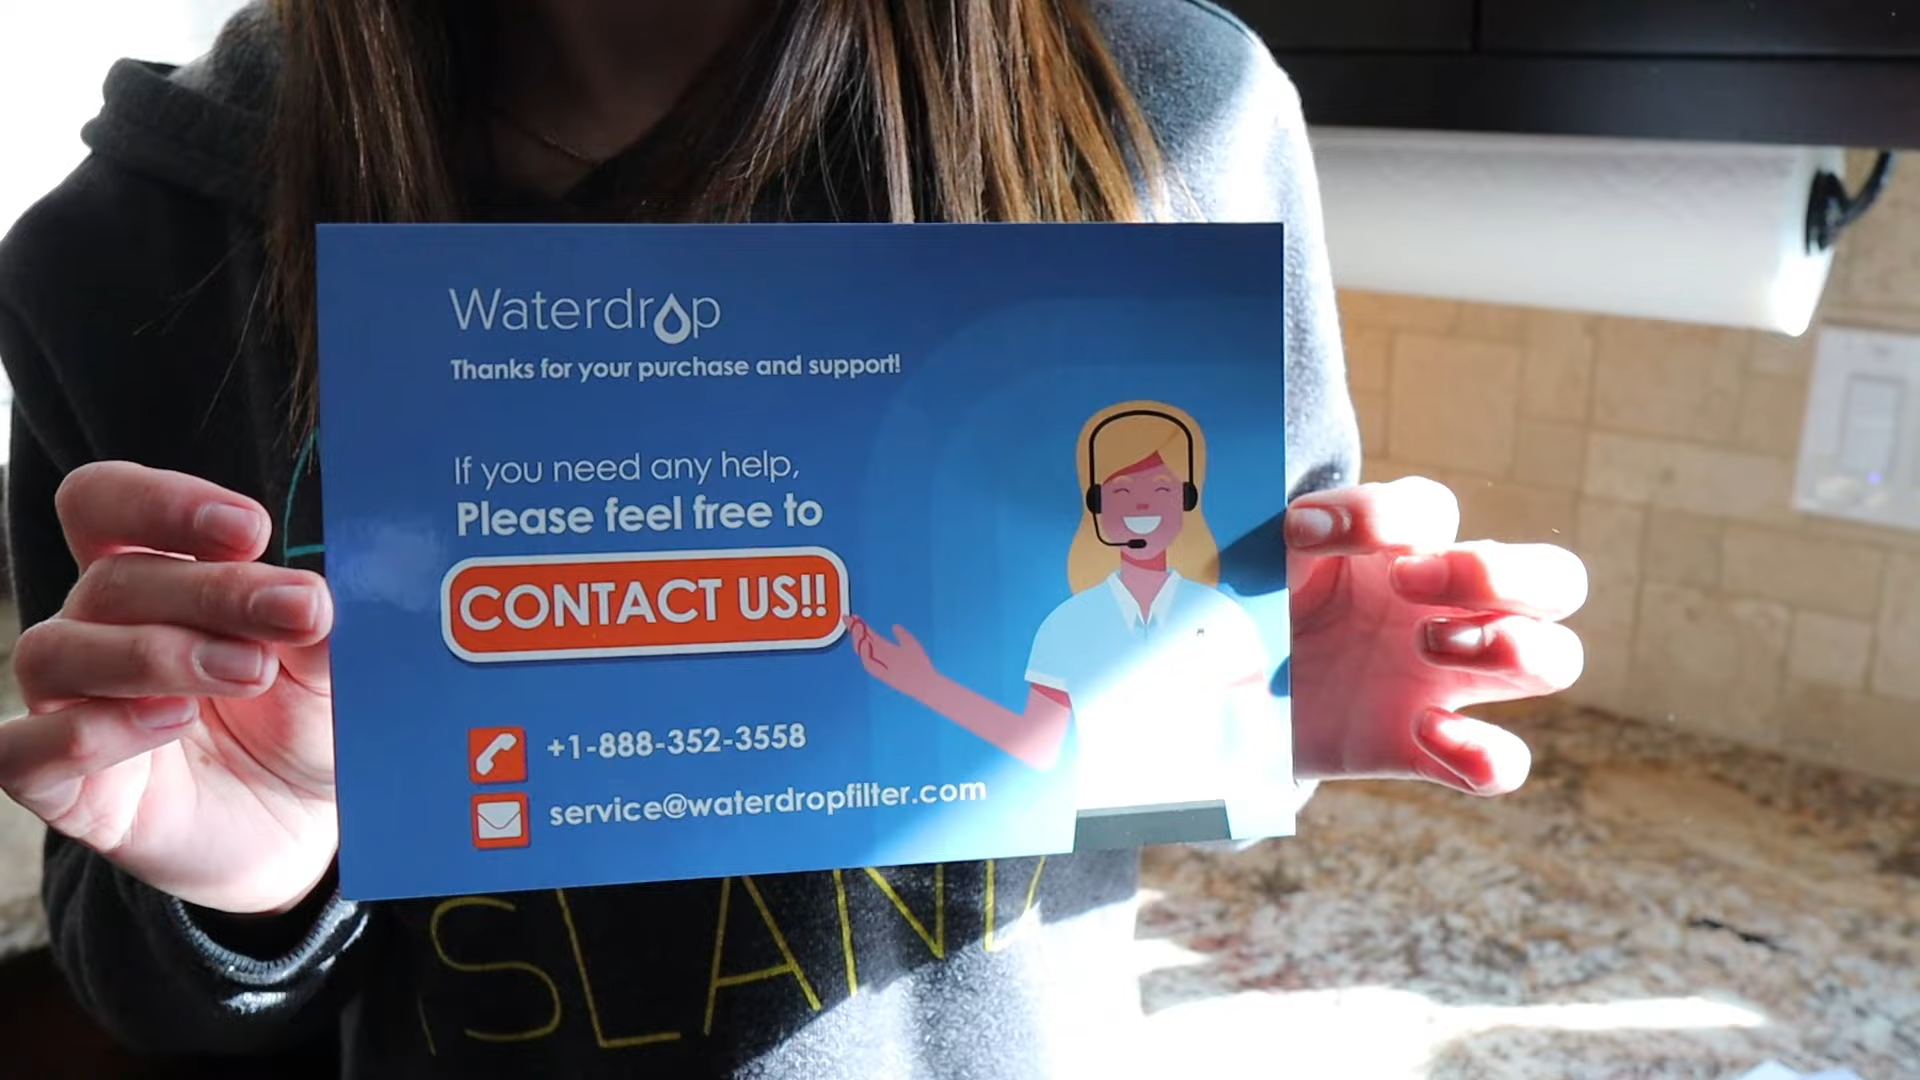 Waterdrop
Thanks for your purchase and support!
If you need any help,
Please feel free to
CONTACT US!!
+1-888-352-3558
service@waterdropfilter.com
SLAND